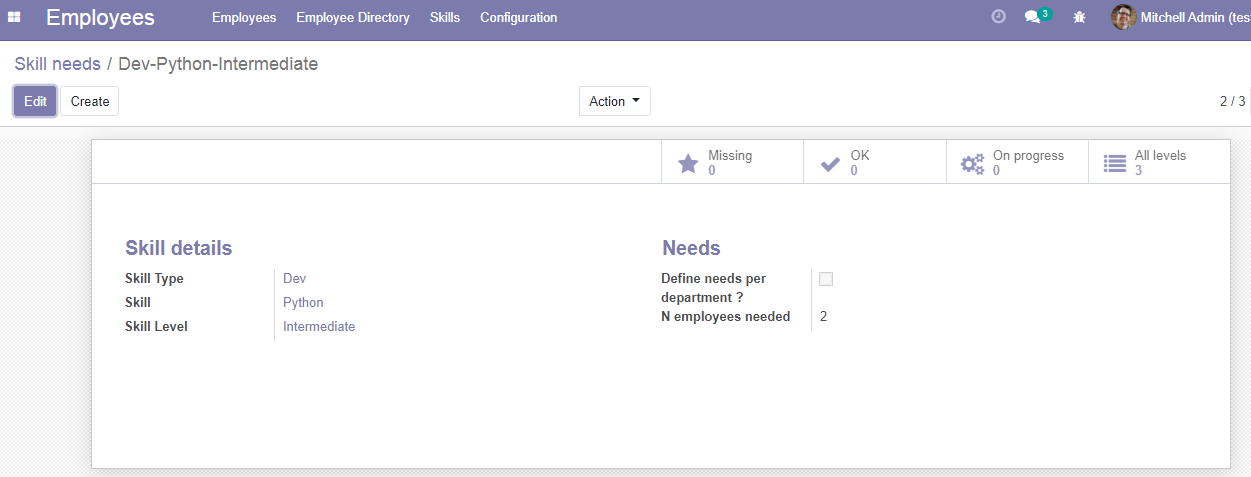 Employees Employees Employee Directory Skills Configuration 3 Mitchell Admin (tes
Skill needs / Dev-Python-Intermediate
Edit Create Action 2 / 3
Missing OK On progress All levels
0 0 0 3
Skill details Needs
Skill Type Dev Define needs per
department ?
Skill Python
Skill Level Intermediate N employees needed 2